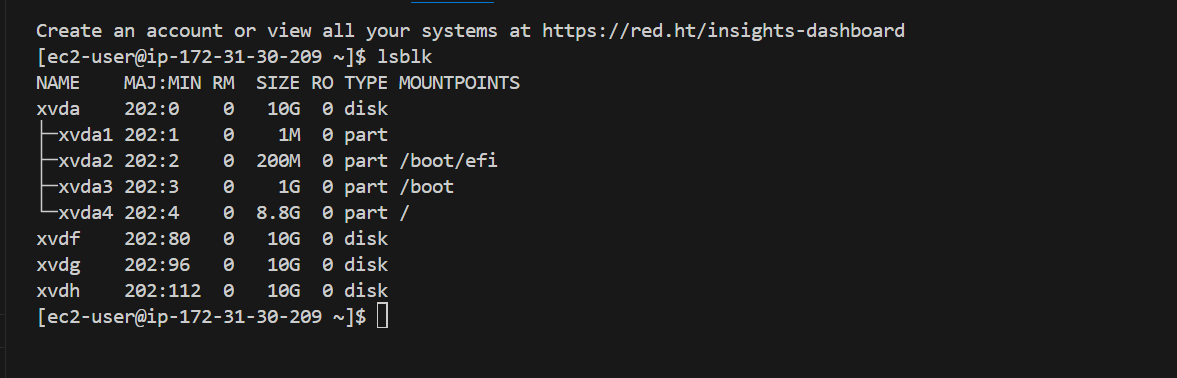 Create an account or view all your systems at https://red.ht/insights-dashboard
[ec2-user@ip-172-31-30-209 ~]$ lsblk
NAME    MAJ:MIN RM  SIZE RO TYPE MOUNTPOINTS
xvda    202:0    0   10G  0 disk
├─xvda1 202:1    0    1M  0 part
├─xvda2 202:2    0  200M  0 part /boot/efi
├─xvda3 202:3    0    1G  0 part /boot
└─xvda4 202:4    0  8.8G  0 part /
xvdf    202:80   0   10G  0 disk
xvdg    202:96   0   10G  0 disk
xvdh    202:112  0   10G  0 disk
[ec2-user@ip-172-31-30-209 ~]$